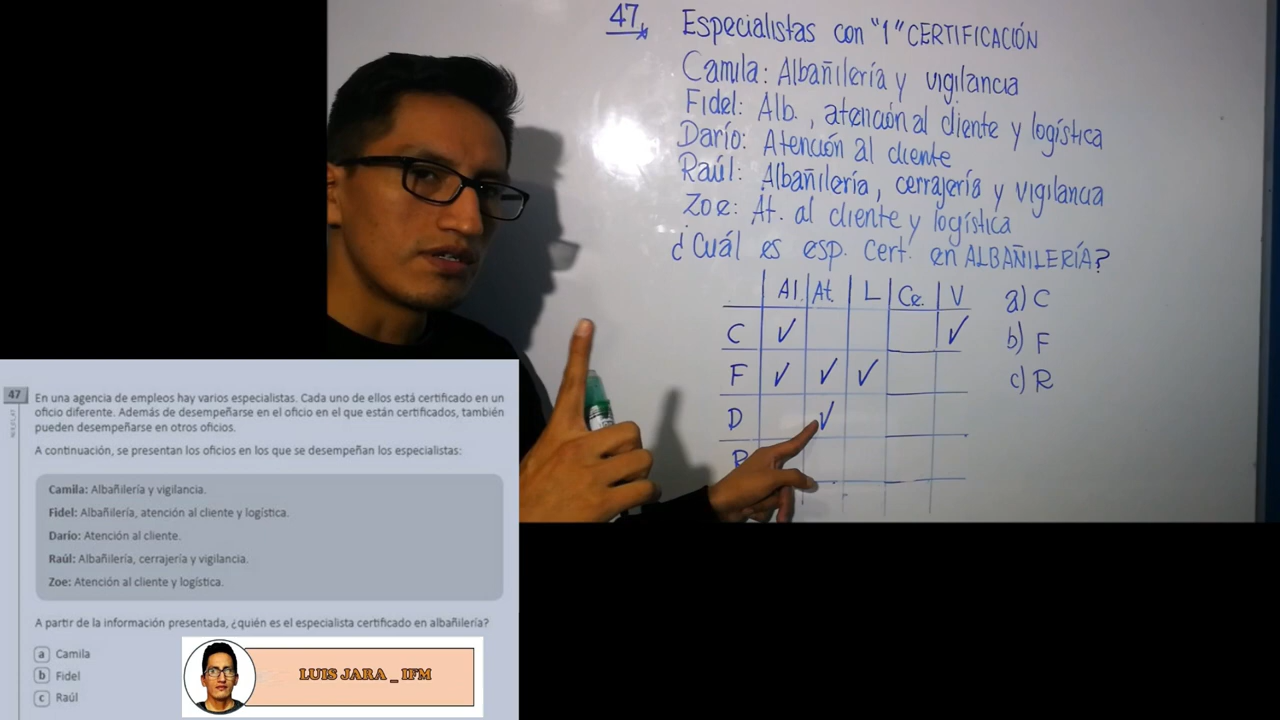 47 Especialistas con "1" CERTIFICACIÓN
Camila: Albañilería y vigilancia
Fidel: Alb., atención al cliente y logística
Darío: Atención al cliente
Raúl: Albañilería, cerrajería y vigilancia
Zoe: At. al cliente y logística
¿Cuál es esp. cert. en ALBAÑILERÍA?
Al. At. L Ce. V
C ✓ ✓
F ✓ ✓ ✓
D ✓
R
a) C
b) F
c) R
47
En una agencia de empleos hay varios especialistas. Cada uno de ellos está certificado en un
oficio diferente. Además de desempeñarse en el oficio en el que están certificados, también
pueden desempeñarse en otros oficios.
A continuación, se presentan los oficios en los que se desempeñan los especialistas:
Camila: Albañilería y vigilancia.
Fidel: Albañilería, atención al cliente y logística.
Darío: Atención al cliente.
Raúl: Albañilería, cerrajería y vigilancia.
Zoe: Atención al cliente y logística.
A partir de la información presentada, ¿quién es el especialista certificado en albañilería?
a Camila
b Fidel
c Raúl
LUIS JARA _ IFM